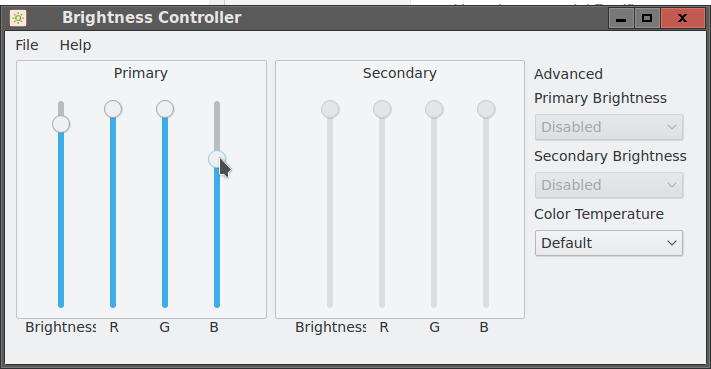 Brightness Controller
File Help
Primary
Brightness R G B
Secondary
Brightness R G B
Advanced
Primary Brightness
Disabled
Secondary Brightness
Disabled
Color Temperature
Default